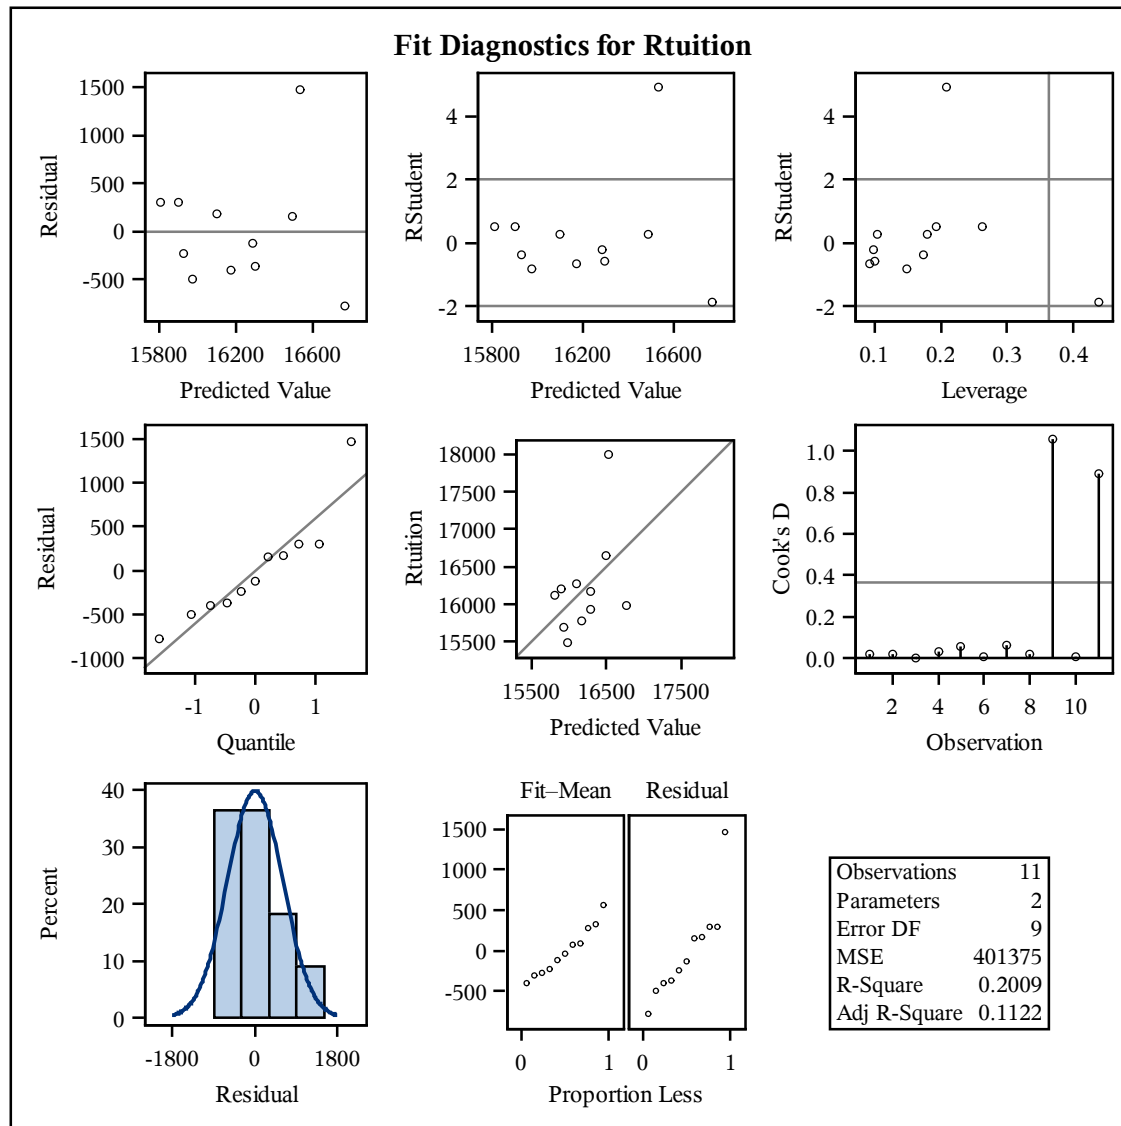 Fit Diagnostics for Rtuition
1500
1000
500
0
-500
Residual
15800 16200 16600
Predicted Value
4
2
0
-2
RStudent
15800 16200 16600
Predicted Value
4
2
0
-2
RStudent
0.1 0.2 0.3 0.4
Leverage
1500
1000
500
0
-500
-1000
Residual
-1 0 1
Quantile
18000
17500
17000
16500
16000
15500
Rtuition
15500 16500 17500
Predicted Value
1.0
0.8
0.6
0.4
0.2
0.0
Cook's D
2 4 6 8 10
Observation
40
30
20
10
0
Percent
-1800 0 1800
Residual
Fit–Mean Residual
1500
1000
500
0
-500
0 1 0 1
Proportion Less
Observations 11
Parameters 2
Error DF 9
MSE 401375
R-Square 0.2009
Adj R-Square 0.1122